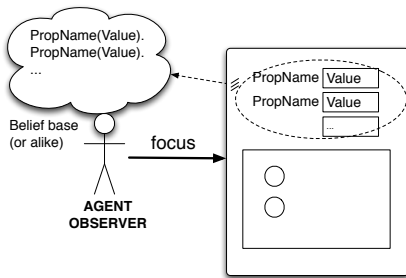 PropName(Value).
PropName(Value).
...
Belief base
(or alike)
focus
AGENT
OBSERVER
PropName Value
PropName Value
...